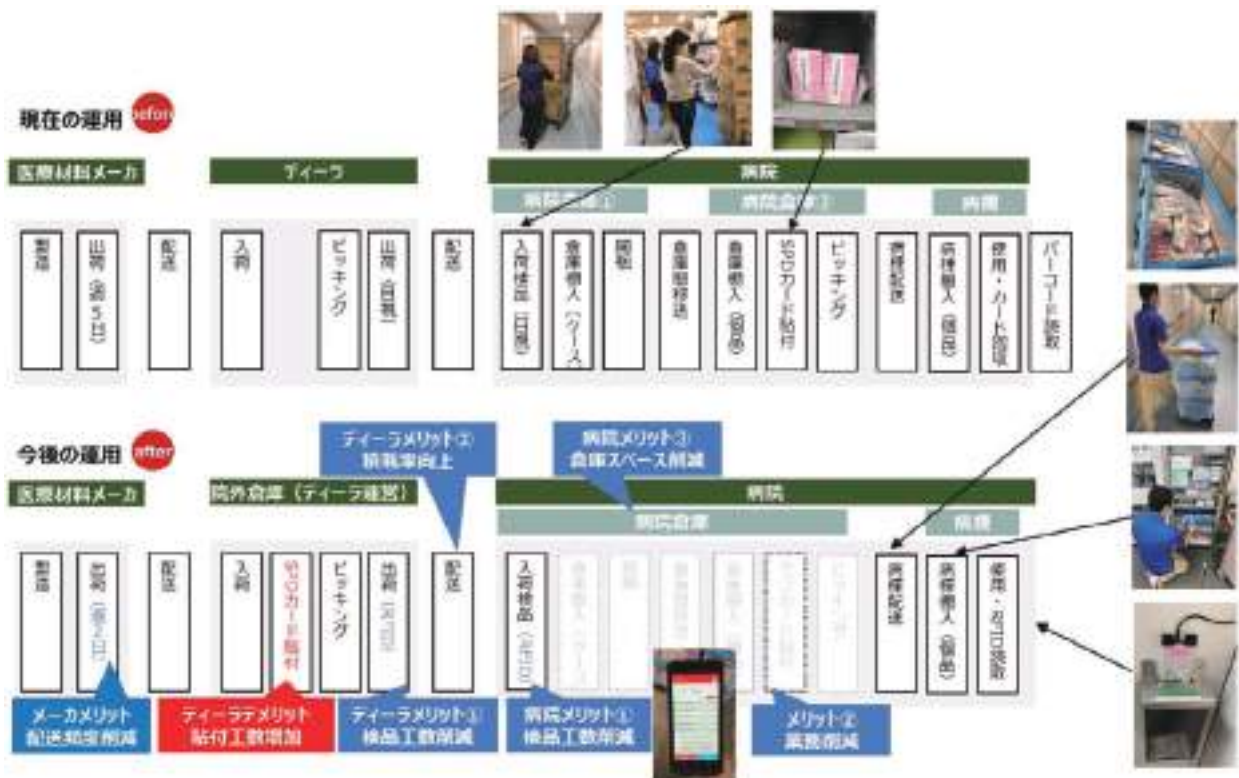 現在の運用
before
医療材料メーカ
ディーラ
病院
病院倉庫①
病院倉庫②
病棟
製造
出荷（週5日）
配送
入荷
ピッキング
出荷（目視）
配送
入荷検品（目視）
倉庫棚入（ケース）
開梱
倉庫間移送
倉庫棚入（個品）
SPDカード貼付
ピッキング
病棟配送
病棟棚入（個品）
使用・カード回収
バーコード読取
今後の運用
after
医療材料メーカ
院外倉庫（ディーラ運営）
ディーラメリット②
積載率向上
病院メリット③
倉庫スペース削減
病院
病院倉庫
病棟
製造
出荷（週2日）
配送
入荷
SPDカード貼付
ピッキング
出荷（RFID）
配送
入荷検品（RFID）
病棟配送
病棟棚入（個品）
使用・RFID読取
メーカメリット
配送頻度削減
ディーラデメリット
貼付工数増加
ディーラメリット①
検品工数削減
病院メリット①
検品工数削減
メリット②
業務削減